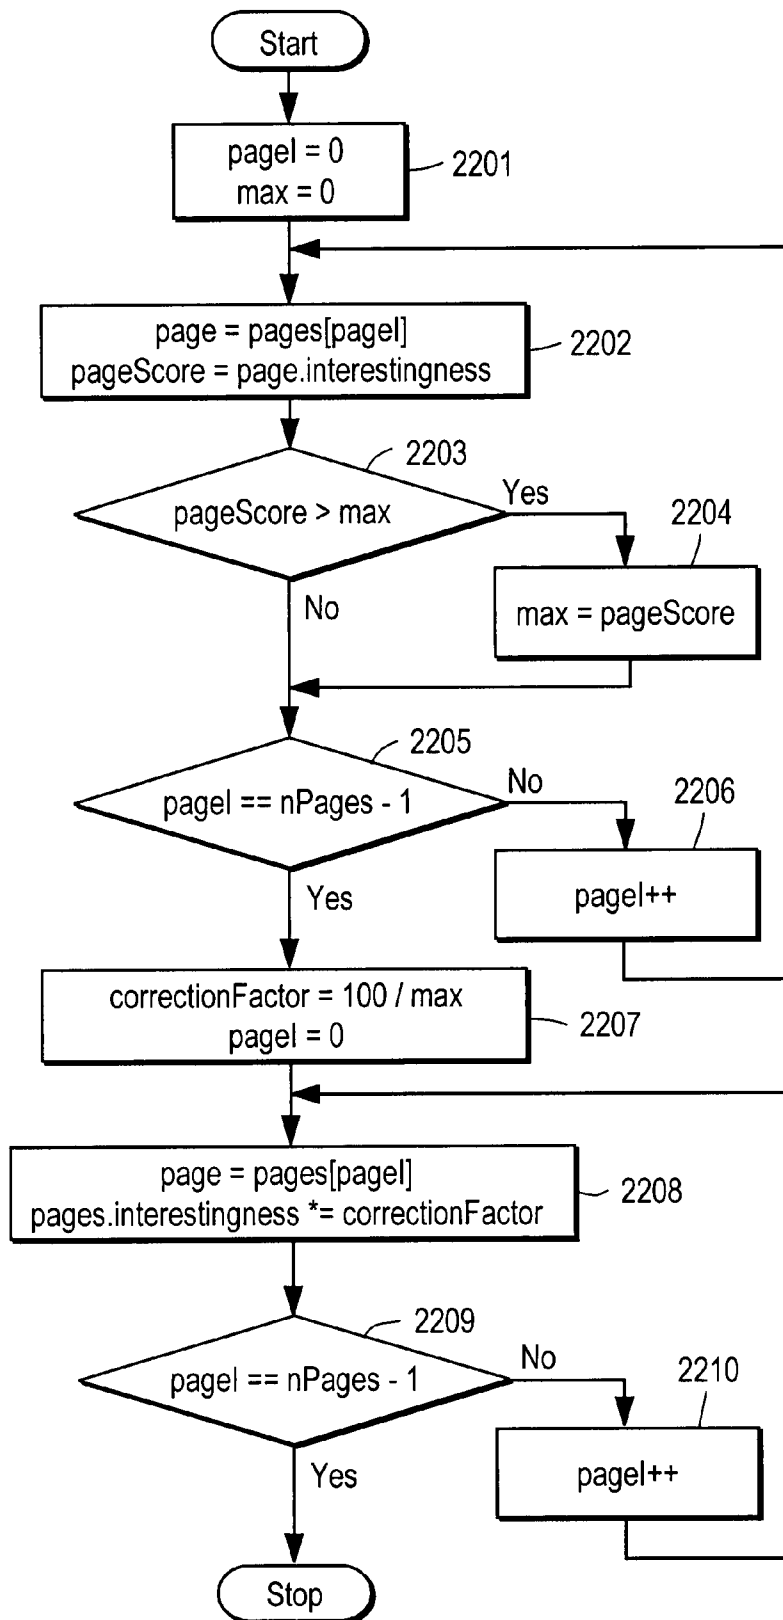 Start
pageI = 0
max = 0
2201
page = pages[pageI]
pageScore = page.interestingness
2202
2203
pageScore > max
Yes
2204
max = pageScore
No
2205
pageI == nPages - 1
No
2206
pageI++
Yes
correctionFactor = 100 / max
pageI = 0
2207
page = pages[pageI]
pages.interestingness *= correctionFactor
2208
2209
pageI == nPages - 1
No
2210
pageI++
Yes
Stop